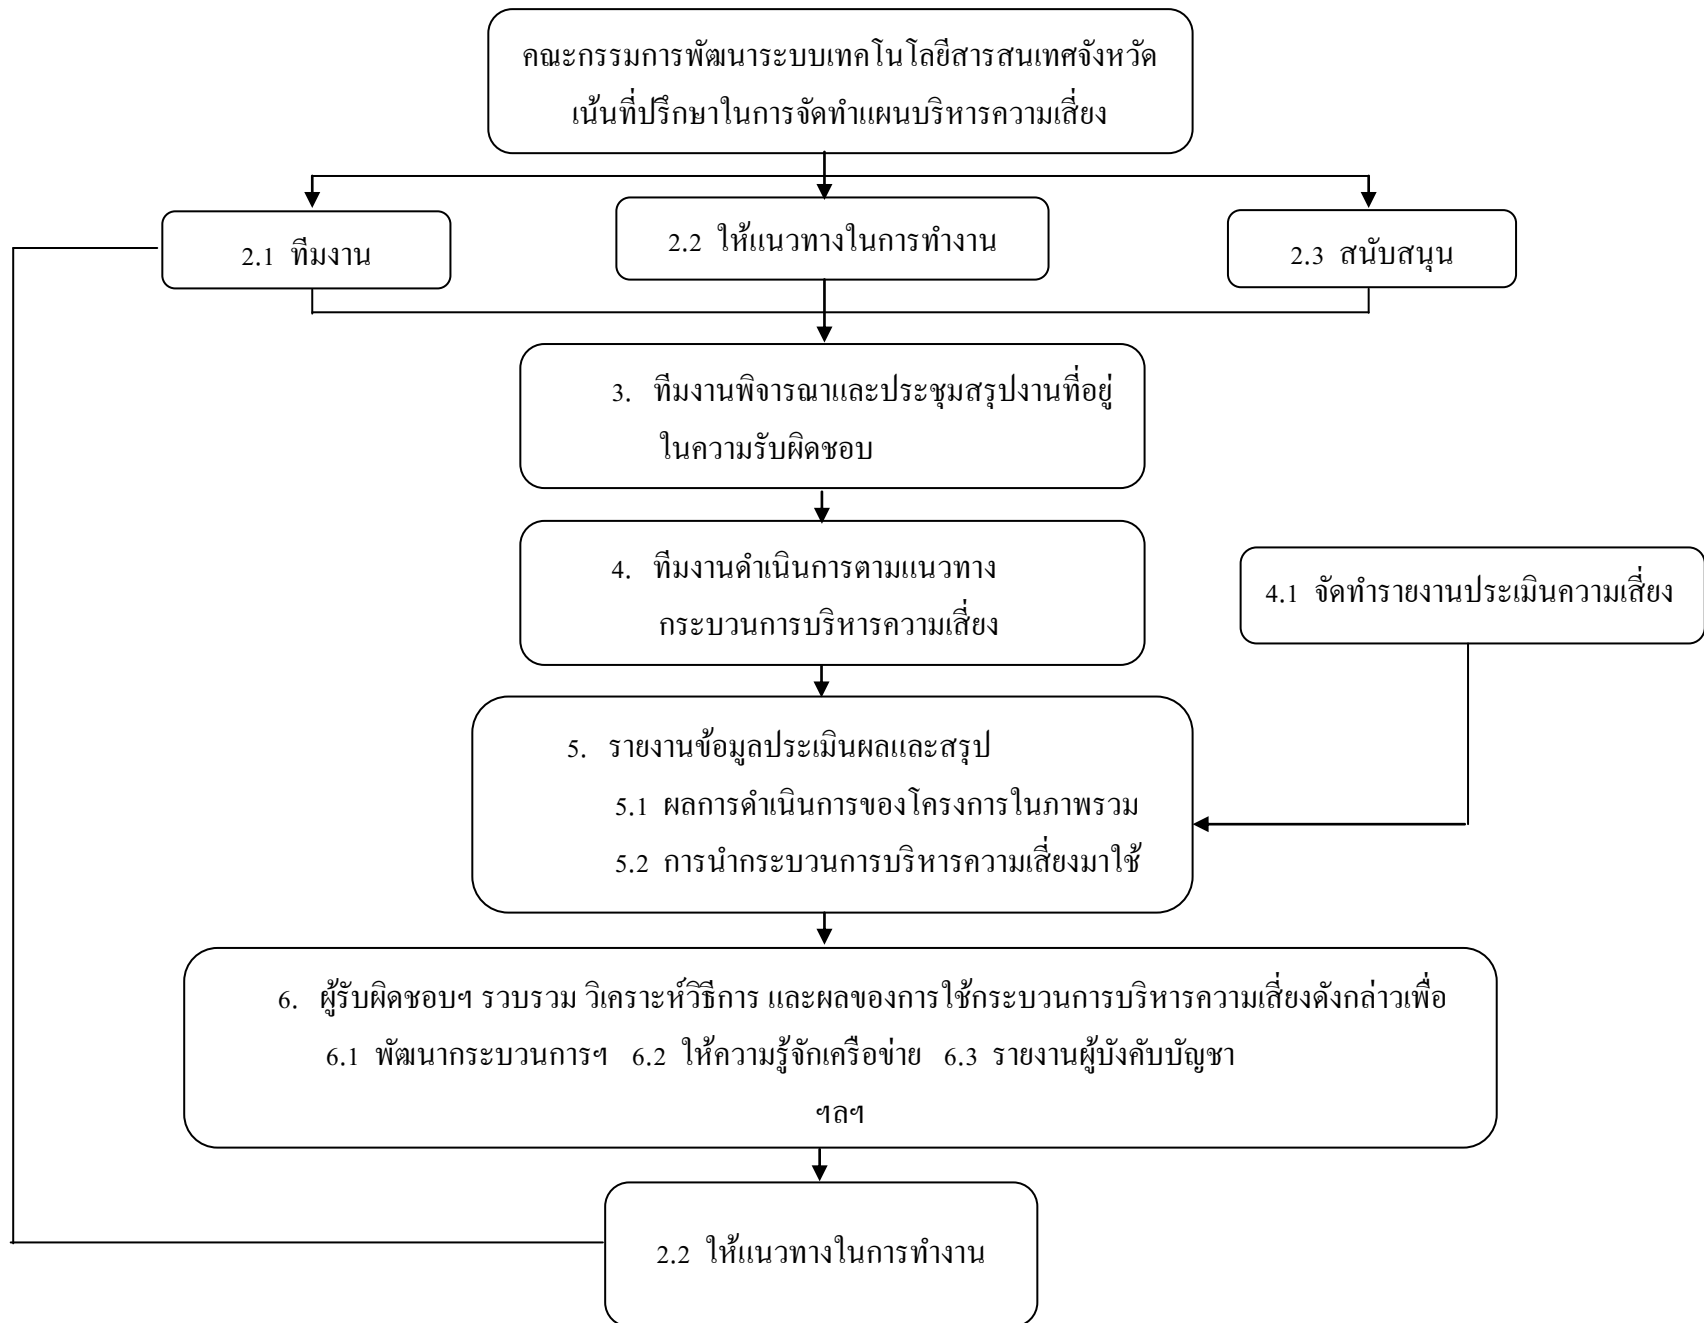 คณะกรรมการพัฒนาระบบเทคโนโลยีสารสนเทศจังหวัด
เน้นที่ปรึกษาในการจัดทำแผนบริหารความเสี่ยง
2.1 ทีมงาน
2.2 ให้แนวทางในการทำงาน
2.3 สนับสนุน
3. ทีมงานพิจารณาและประชุมสรุปงานที่อยู่
ในความรับผิดชอบ
4. ทีมงานดำเนินการตามแนวทาง
กระบวนการบริหารความเสี่ยง
4.1 จัดทำรายงานประเมินความเสี่ยง
5. รายงานข้อมูลประเมินผลและสรุป
5.1 ผลการดำเนินการของโครงการในภาพรวม
5.2 การนำกระบวนการบริหารความเสี่ยงมาใช้
6. ผู้รับผิดชอบฯ รวบรวม วิเคราะห์วิธีการ และผลของการใช้กระบวนการบริหารความเสี่ยงดังกล่าวเพื่อ
6.1 พัฒนากระบวนการฯ 6.2 ให้ความรู้จักเครือข่าย 6.3 รายงานผู้บังคับบัญชา
ฯลฯ
2.2 ให้แนวทางในการทำงาน